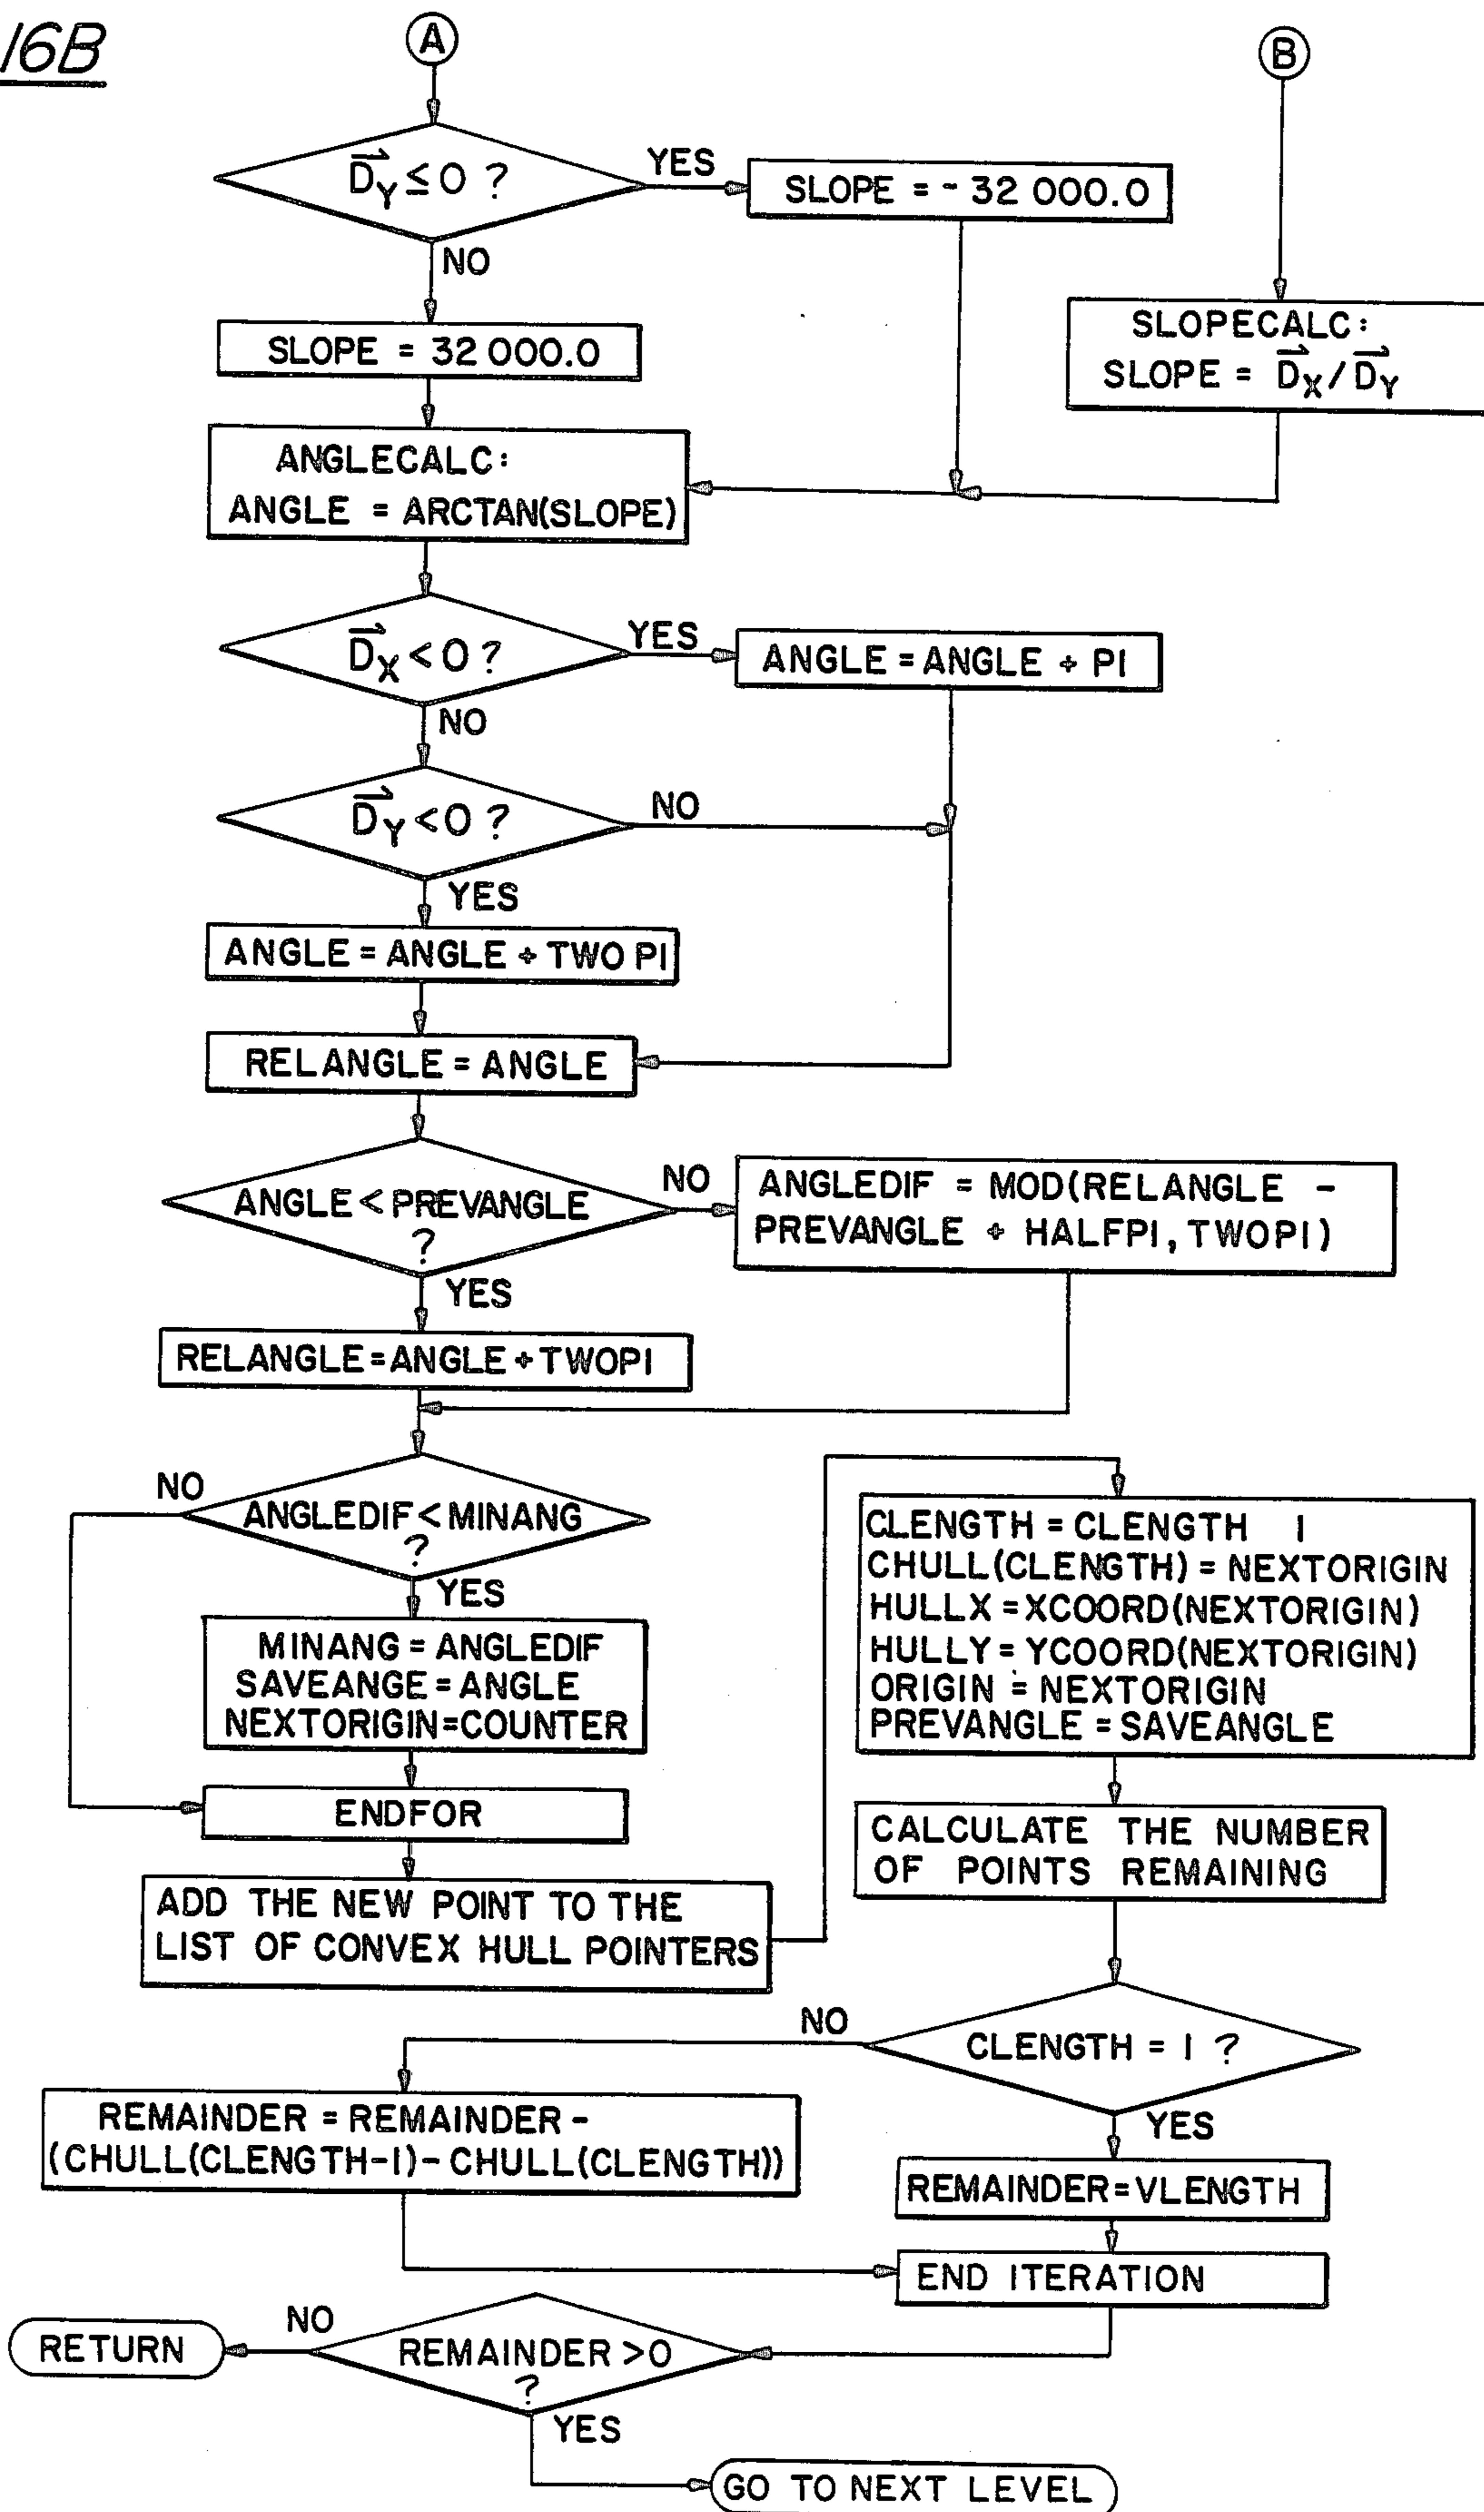 16B
A
B
D⃗Y ≤ 0 ?
YES
SLOPE = - 32 000.0
NO
SLOPE = 32 000.0
SLOPECALC:
SLOPE = D⃗X / D⃗Y
ANGLECALC:
ANGLE = ARCTAN(SLOPE)
D⃗X < 0 ?
YES
ANGLE = ANGLE + PI
NO
D⃗Y < 0 ?
NO
YES
ANGLE = ANGLE + TWO PI
RELANGLE = ANGLE
ANGLE < PREVANGLE
?
NO
ANGLEDIF = MOD(RELANGLE -
PREVANGLE + HALFPI, TWOPI)
YES
RELANGLE = ANGLE + TWOPI
NO
ANGLEDIF < MINANG
?
YES
MINANG = ANGLEDIF
SAVEANGE = ANGLE
NEXTORIGIN = COUNTER
ENDFOR
ADD THE NEW POINT TO THE
LIST OF CONVEX HULL POINTERS
CLENGTH = CLENGTH 1
CHULL(CLENGTH) = NEXTORIGIN
HULLX = XCOORD(NEXTORIGIN)
HULLY = YCOORD(NEXTORIGIN)
ORIGIN = NEXTORIGIN
PREVANGLE = SAVEANGLE
CALCULATE THE NUMBER
OF POINTS REMAINING
CLENGTH = 1 ?
NO
REMAINDER = REMAINDER -
(CHULL(CLENGTH-1) - CHULL(CLENGTH))
YES
REMAINDER = VLENGTH
END ITERATION
REMAINDER > 0
?
NO
RETURN
YES
GO TO NEXT LEVEL